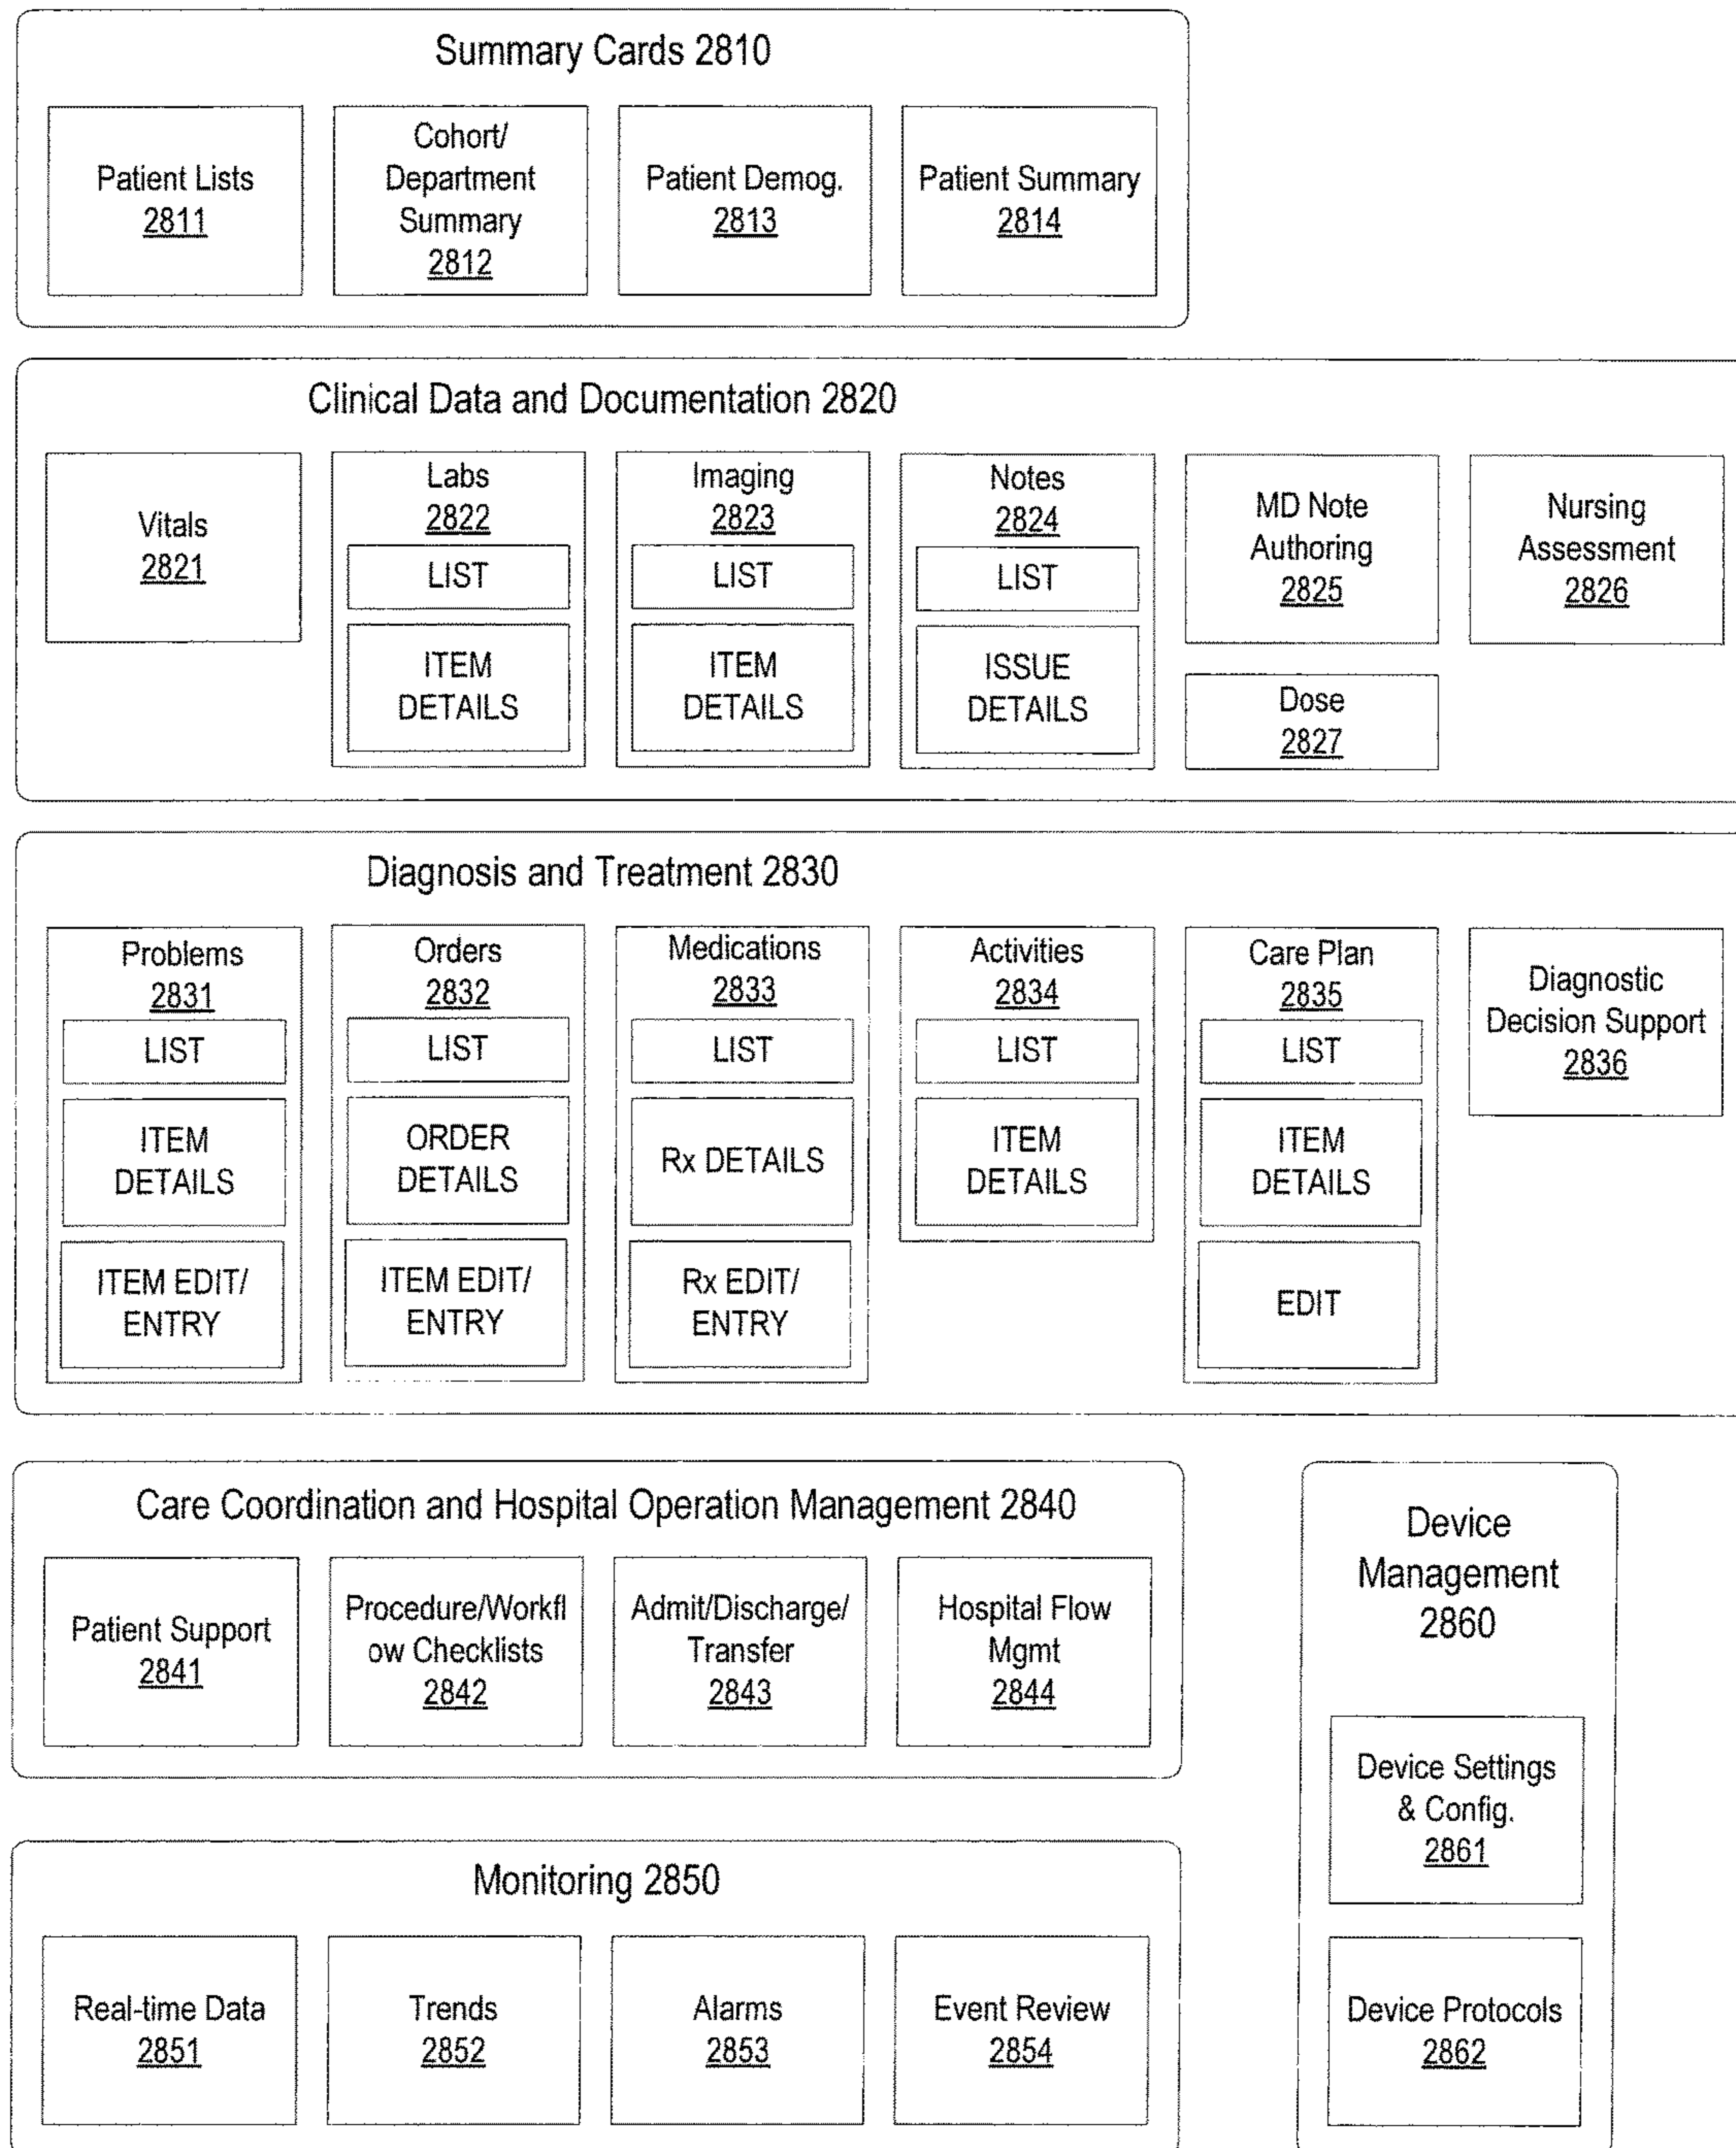 Summary Cards 2810
Patient Lists
2811
Cohort/
Department
Summary
2812
Patient Demog.
2813
Patient Summary
2814
Clinical Data and Documentation 2820
Vitals
2821
Labs
2822
LIST
ITEM
DETAILS
Imaging
2823
LIST
ITEM
DETAILS
Notes
2824
LIST
ISSUE
DETAILS
MD Note
Authoring
2825
Dose
2827
Nursing
Assessment
2826
Diagnosis and Treatment 2830
Problems
2831
LIST
ITEM
DETAILS
ITEM EDIT/
ENTRY
Orders
2832
LIST
ORDER
DETAILS
ITEM EDIT/
ENTRY
Medications
2833
LIST
Rx DETAILS
Rx EDIT/
ENTRY
Activities
2834
LIST
ITEM
DETAILS
Care Plan
2835
LIST
ITEM
DETAILS
EDIT
Diagnostic
Decision Support
2836
Care Coordination and Hospital Operation Management 2840
Patient Support
2841
Procedure/Workfl
ow Checklists
2842
Admit/Discharge/
Transfer
2843
Hospital Flow
Mgmt
2844
Monitoring 2850
Real-time Data
2851
Trends
2852
Alarms
2853
Event Review
2854
Device
Management
2860
Device Settings
& Config.
2861
Device Protocols
2862